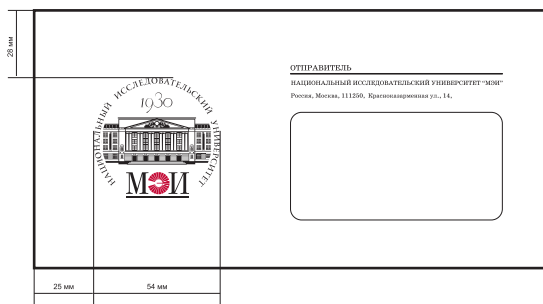 28 мм
НАЦИОНАЛЬНЫЙ ИССЛЕДОВАТЕЛЬСКИЙ УНИВЕРСИТЕТ
1930
МЭИ
ОТПРАВИТЕЛЬ
НАЦИОНАЛЬНЫЙ ИССЛЕДОВАТЕЛЬСКИЙ УНИВЕРСИТЕТ "МЭИ"
Россия, Москва, 111250, Красноказарменная ул., 14,
25 мм
54 мм